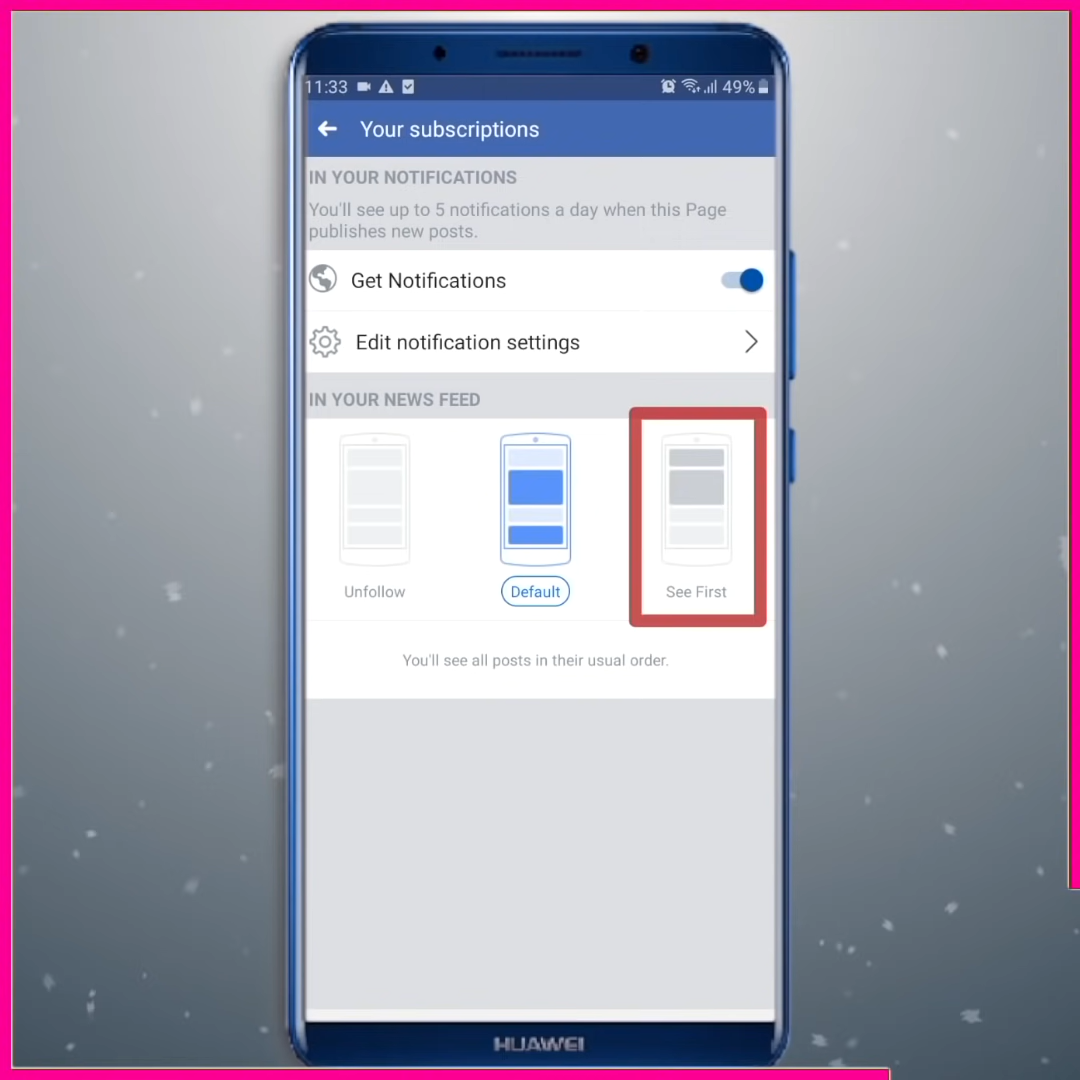 11:33 49%
Your subscriptions
IN YOUR NOTIFICATIONS
You'll see up to 5 notifications a day when this Page
publishes new posts.
Get Notifications
Edit notification settings
IN YOUR NEWS FEED
Unfollow Default See First
You'll see all posts in their usual order.
HUAWEI